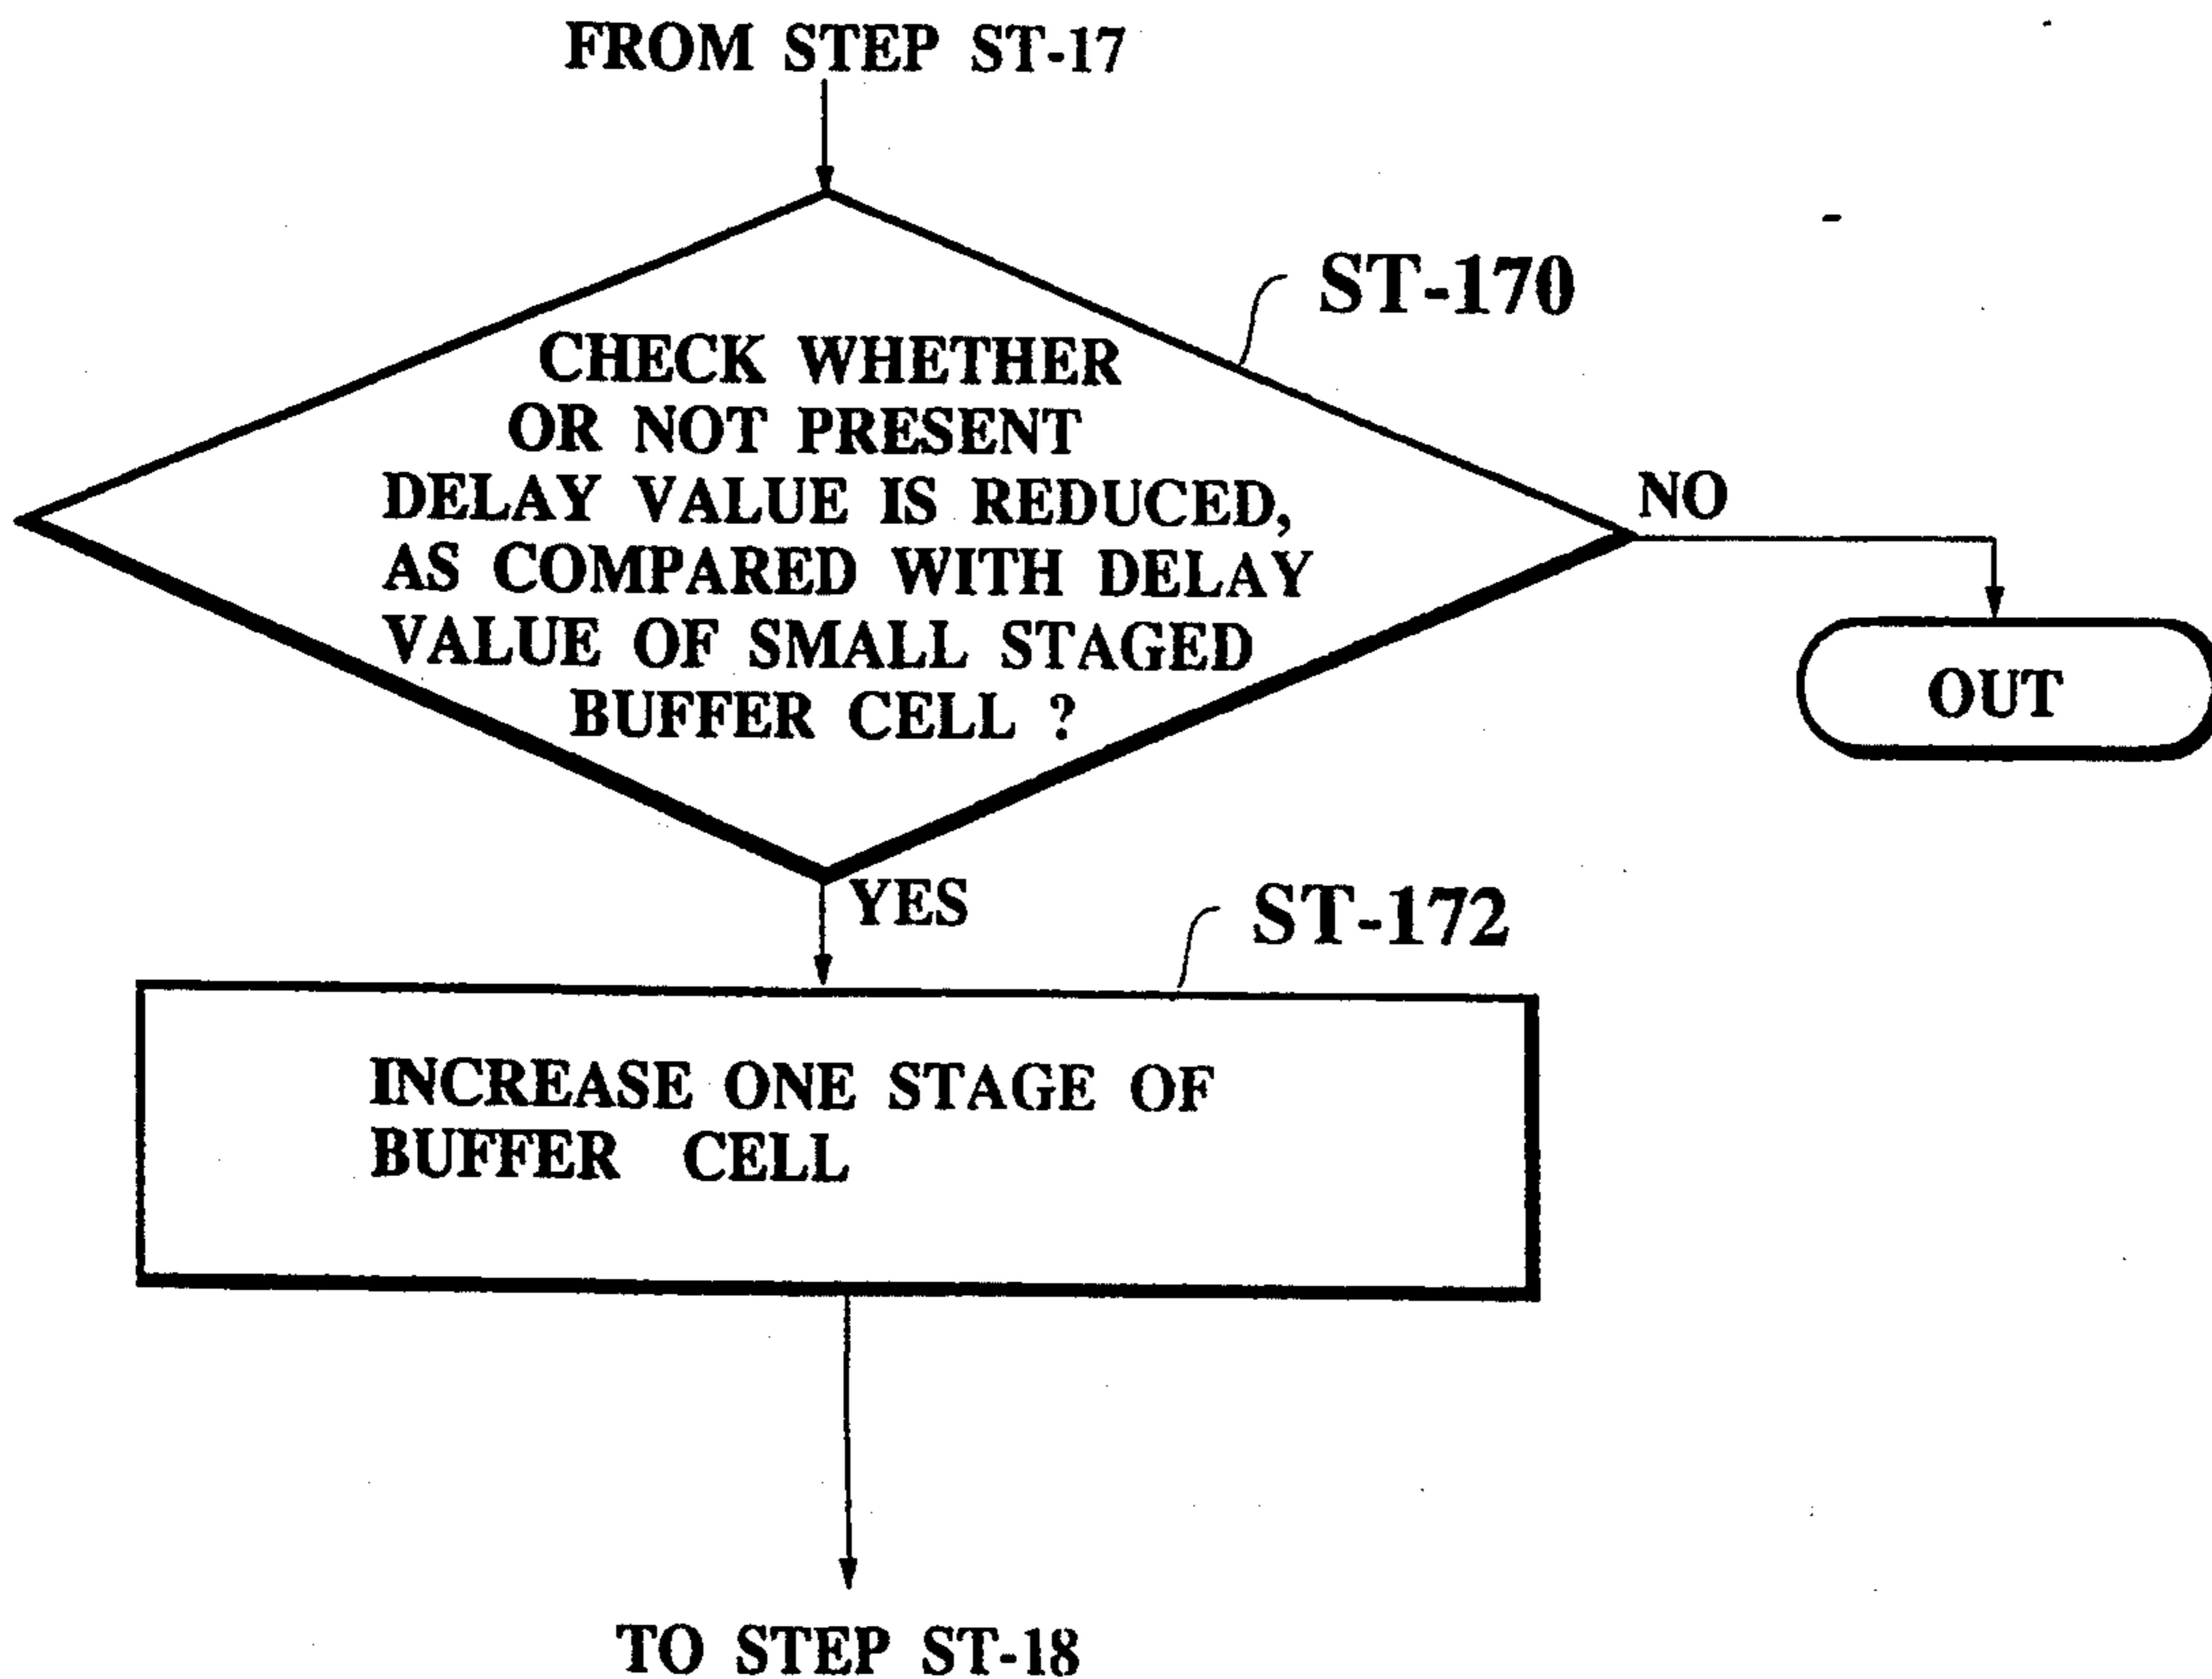 FROM STEP ST-17
ST-170
CHECK WHETHER
OR NOT PRESENT
DELAY VALUE IS REDUCED,
AS COMPARED WITH DELAY
VALUE OF SMALL STAGED
BUFFER CELL ?
NO
OUT
YES
ST-172
INCREASE ONE STAGE OF
BUFFER CELL
TO STEP ST-18